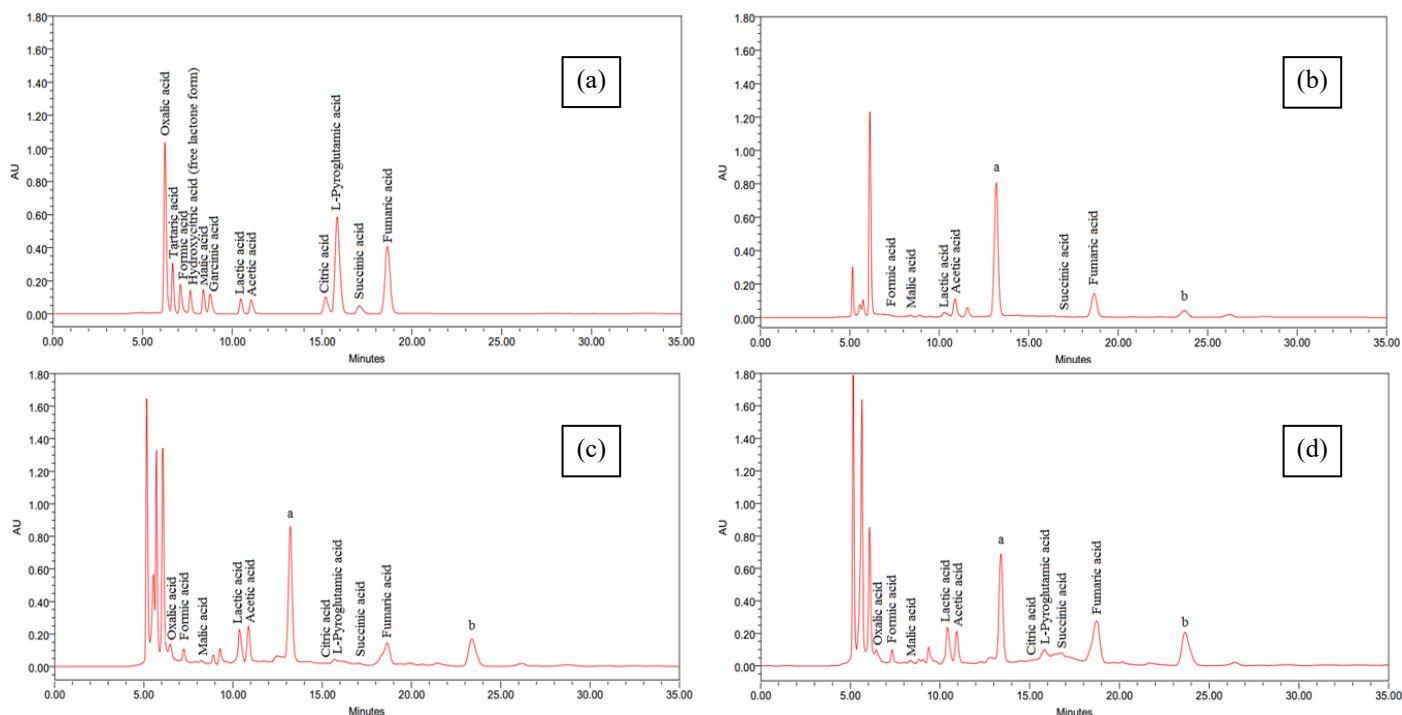 (a)
1.80
1.60
1.40
1.20
1.00
0.80
0.60
0.40
0.20
0.00
AU
Oxalic acid
Tartaric acid
Formic acid
Hydroxycitric acid (free lactone form)
Malic acid
Garcinic acid
Lactic acid
Acetic acid
Citric acid
L-Pyroglutamic acid
Succinic acid
Fumaric acid
0.00 5.00 10.00 15.00 20.00 25.00 30.00 35.00
Minutes
(b)
1.80
1.60
1.40
1.20
1.00
0.80
0.60
0.40
0.20
0.00
AU
Formic acid
Malic acid
Lactic acid
Acetic acid
a
Succinic acid
Fumaric acid
b
0.00 5.00 10.00 15.00 20.00 25.00 30.00 35.00
Minutes
(c)
1.80
1.60
1.40
1.20
1.00
0.80
0.60
0.40
0.20
0.00
AU
Oxalic acid
Formic acid
Malic acid
Lactic acid
Acetic acid
a
Citric acid
L-Pyroglutamic acid
Succinic acid
Fumaric acid
b
0.00 5.00 10.00 15.00 20.00 25.00 30.00 35.00
Minutes
(d)
1.80
1.60
1.40
1.20
1.00
0.80
0.60
0.40
0.20
0.00
AU
Oxalic acid
Formic acid
Malic acid
Lactic acid
Acetic acid
a
Citric acid
L-Pyroglutamic acid
Succinic acid
Fumaric acid
b
0.00 5.00 10.00 15.00 20.00 25.00 30.00 35.00
Minutes